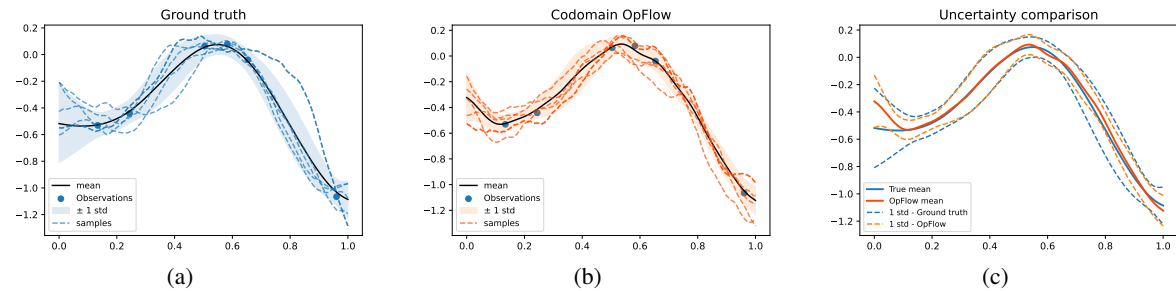 Ground truth
0.2
0.0
−0.2
−0.4
−0.6
−0.8
−1.0
−1.2
mean
Observations
± 1 std
samples
0.0 0.2 0.4 0.6 0.8 1.0
(a)
Codomain OpFlow
0.2
0.0
−0.2
−0.4
−0.6
−0.8
−1.0
−1.2
mean
Observations
± 1 std
samples
0.0 0.2 0.4 0.6 0.8 1.0
(b)
Uncertainty comparison
0.2
0.0
−0.2
−0.4
−0.6
−0.8
−1.0
−1.2
True mean
OpFlow mean
1 std - Ground truth
1 std - OpFlow
0.0 0.2 0.4 0.6 0.8 1.0
(c)